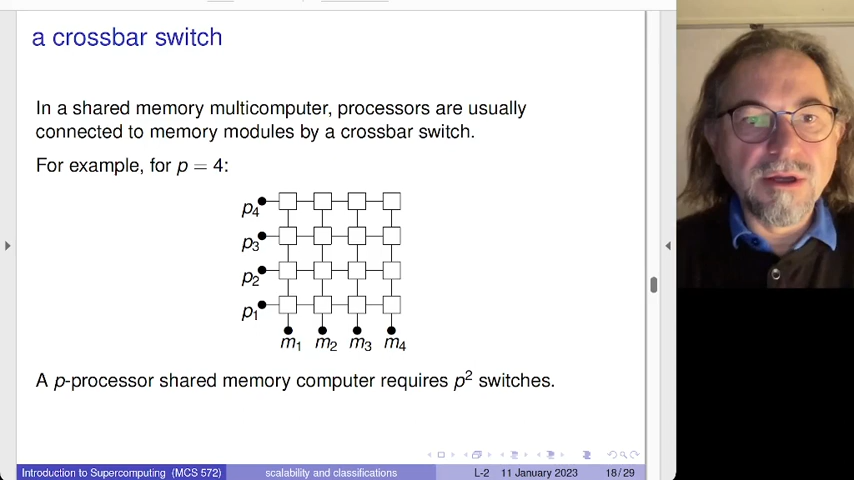 a crossbar switch
In a shared memory multicomputer, processors are usually
connected to memory modules by a crossbar switch.
For example, for p = 4:
p4
p3
p2
p1
m1 m2 m3 m4
A p-processor shared memory computer requires p² switches.
Introduction to Supercomputing (MCS 572) scalability and classifications L-2 11 January 2023 18 / 29